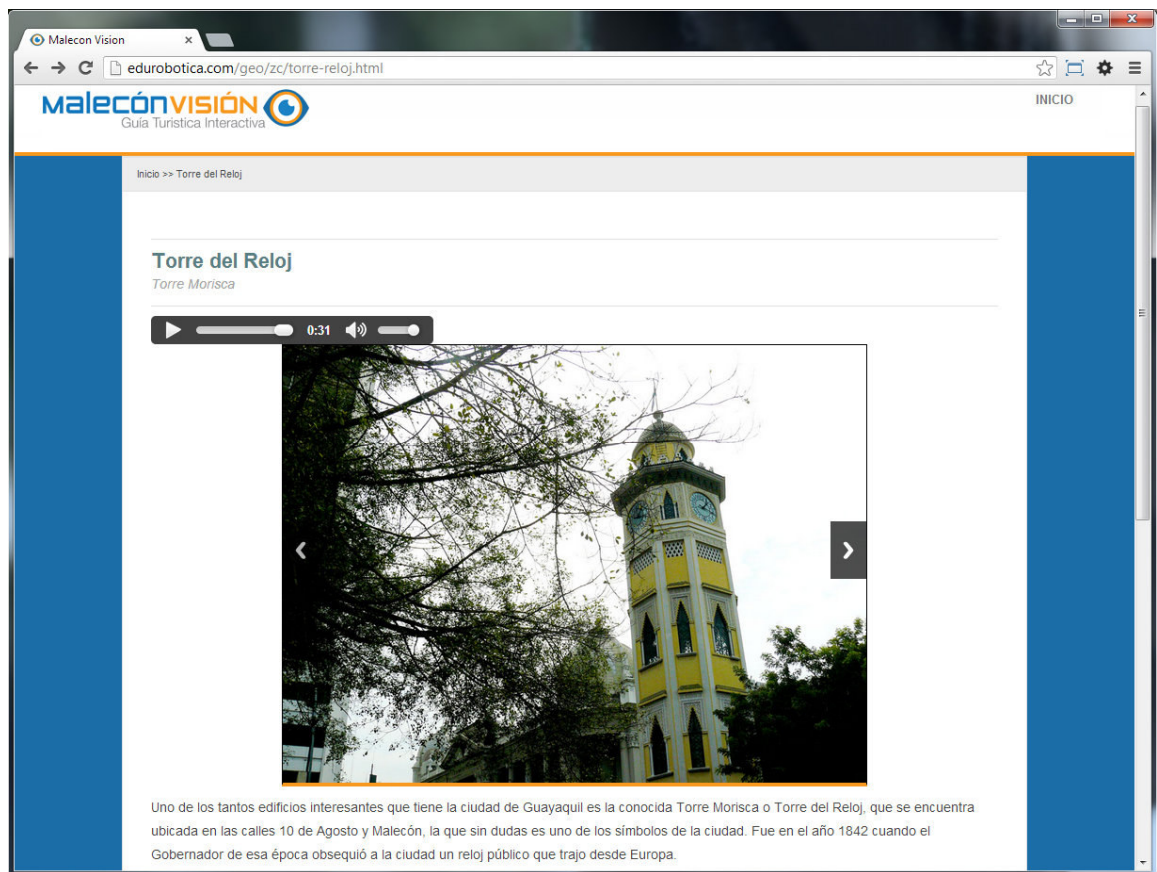 Malecon Vision
edurobotica.com/geo/zc/torre-reloj.html
malecónvisión
Guía Turistica Interactiva
INICIO
Inicio >> Torre del Reloj
Torre del Reloj
Torre Morisca
0:31
Uno de los tantos edificios interesantes que tiene la ciudad de Guayaquil es la conocida Torre Morisca o Torre del Reloj, que se encuentra
ubicada en las calles 10 de Agosto y Malecón, la que sin dudas es uno de los símbolos de la ciudad. Fue en el año 1842 cuando el
Gobernador de esa época obsequió a la ciudad un reloj público que trajo desde Europa.